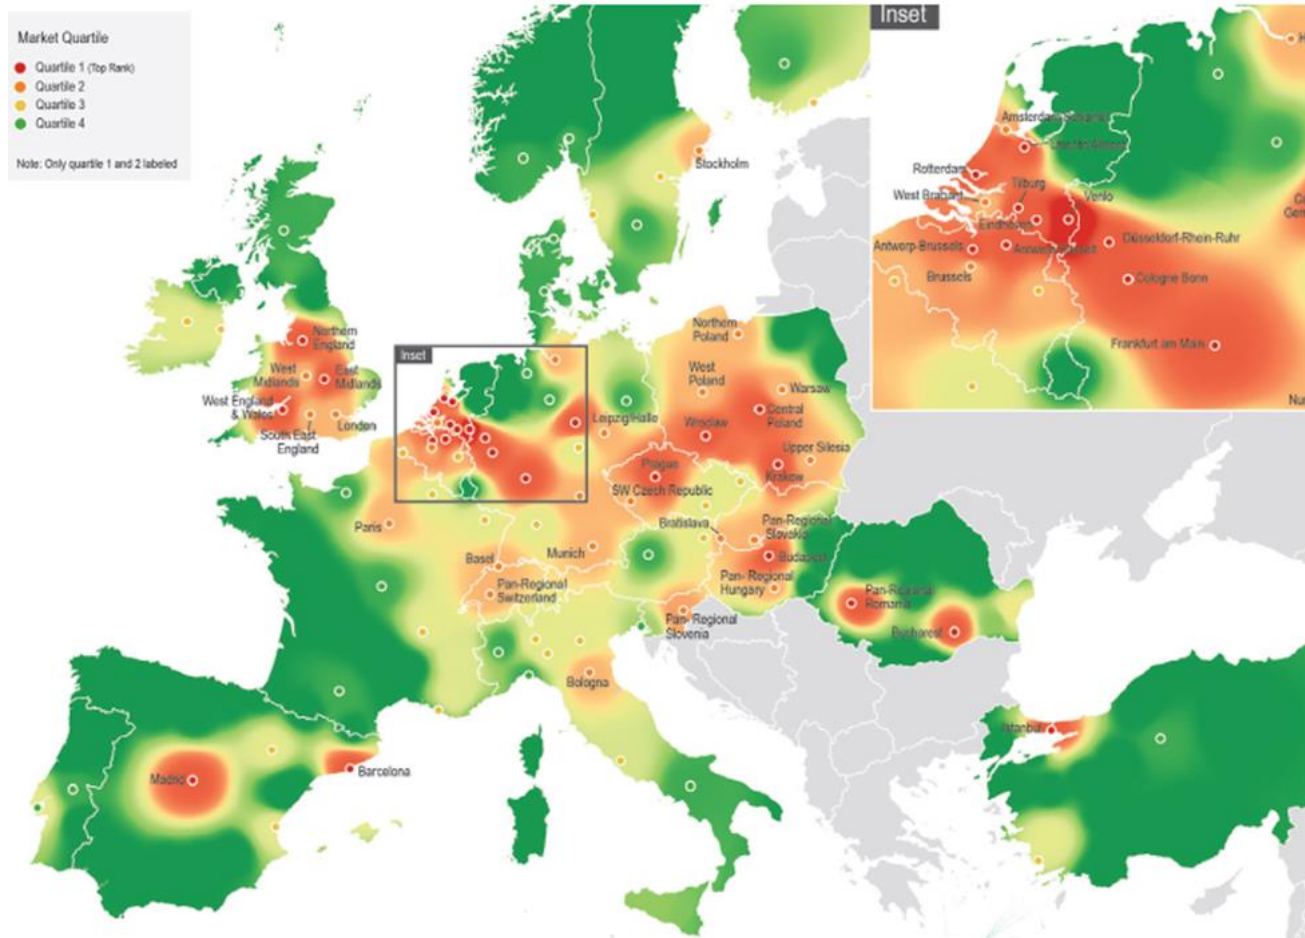 Market Quartile
Quartile 1 (Top Rank)
Quartile 2
Quartile 3
Quartile 4
Note: Only quartile 1 and 2 labeled
Inset
Amsterdam-Schiphol
Rotterdam
Tilburg
West Brabant
Venlo
Eindhoven
Düsseldorf-Rhein-Ruhr
Antwerp-Brussels
Brussels
Cologne Bonn
Frankfurt am Main
Stockholm
Northern
England
West
Midlands
East
Midlands
West England
& Wales
London
South East
England
Inset
Leipzig/Halle
Northern
Poland
West
Poland
Warsaw
Central
Poland
Wroclaw
Upper Silesia
Krakow
Prague
SW Czech Republic
Paris
Bratislava
Pan-Regional
Slovakia
Munich
Budapest
Basel
Pan- Regional
Hungary
Pan-Regional
Switzerland
Pan-Regional
Romania
Pan- Regional
Slovenia
Bucharest
Bologna
Istanbul
Madrid
Barcelona